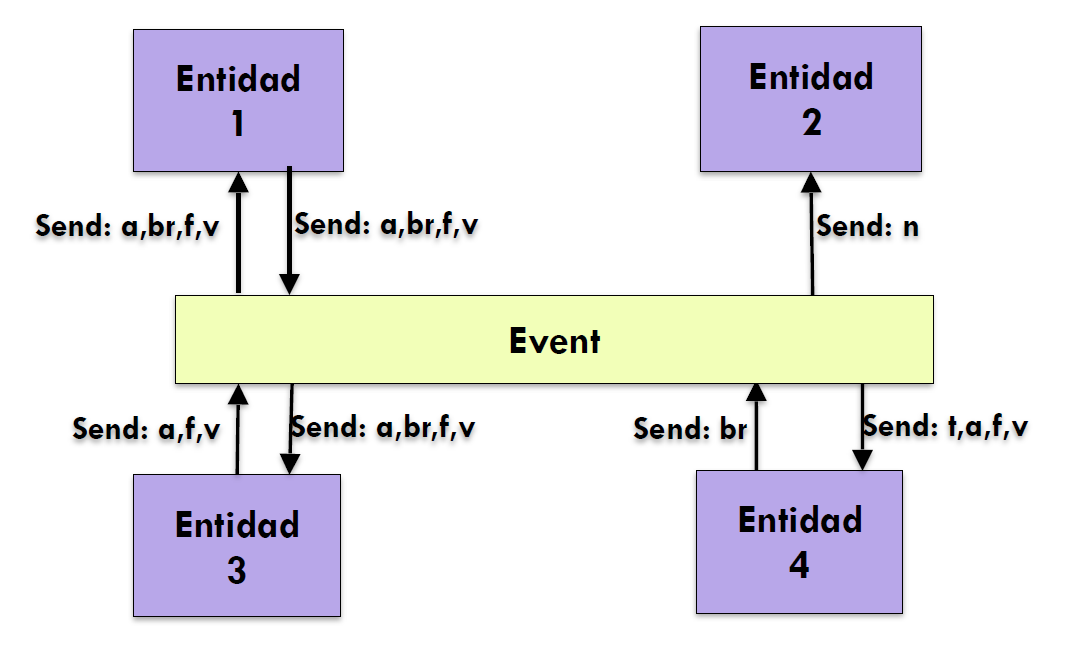 Entidad
1
Entidad
2
Send: a,br,f,v
Send: a,br,f,v
Send: n
Event
Send: a,f,v
Send: a,br,f,v
Send: br
Send: t,a,f,v
Entidad
3
Entidad
4